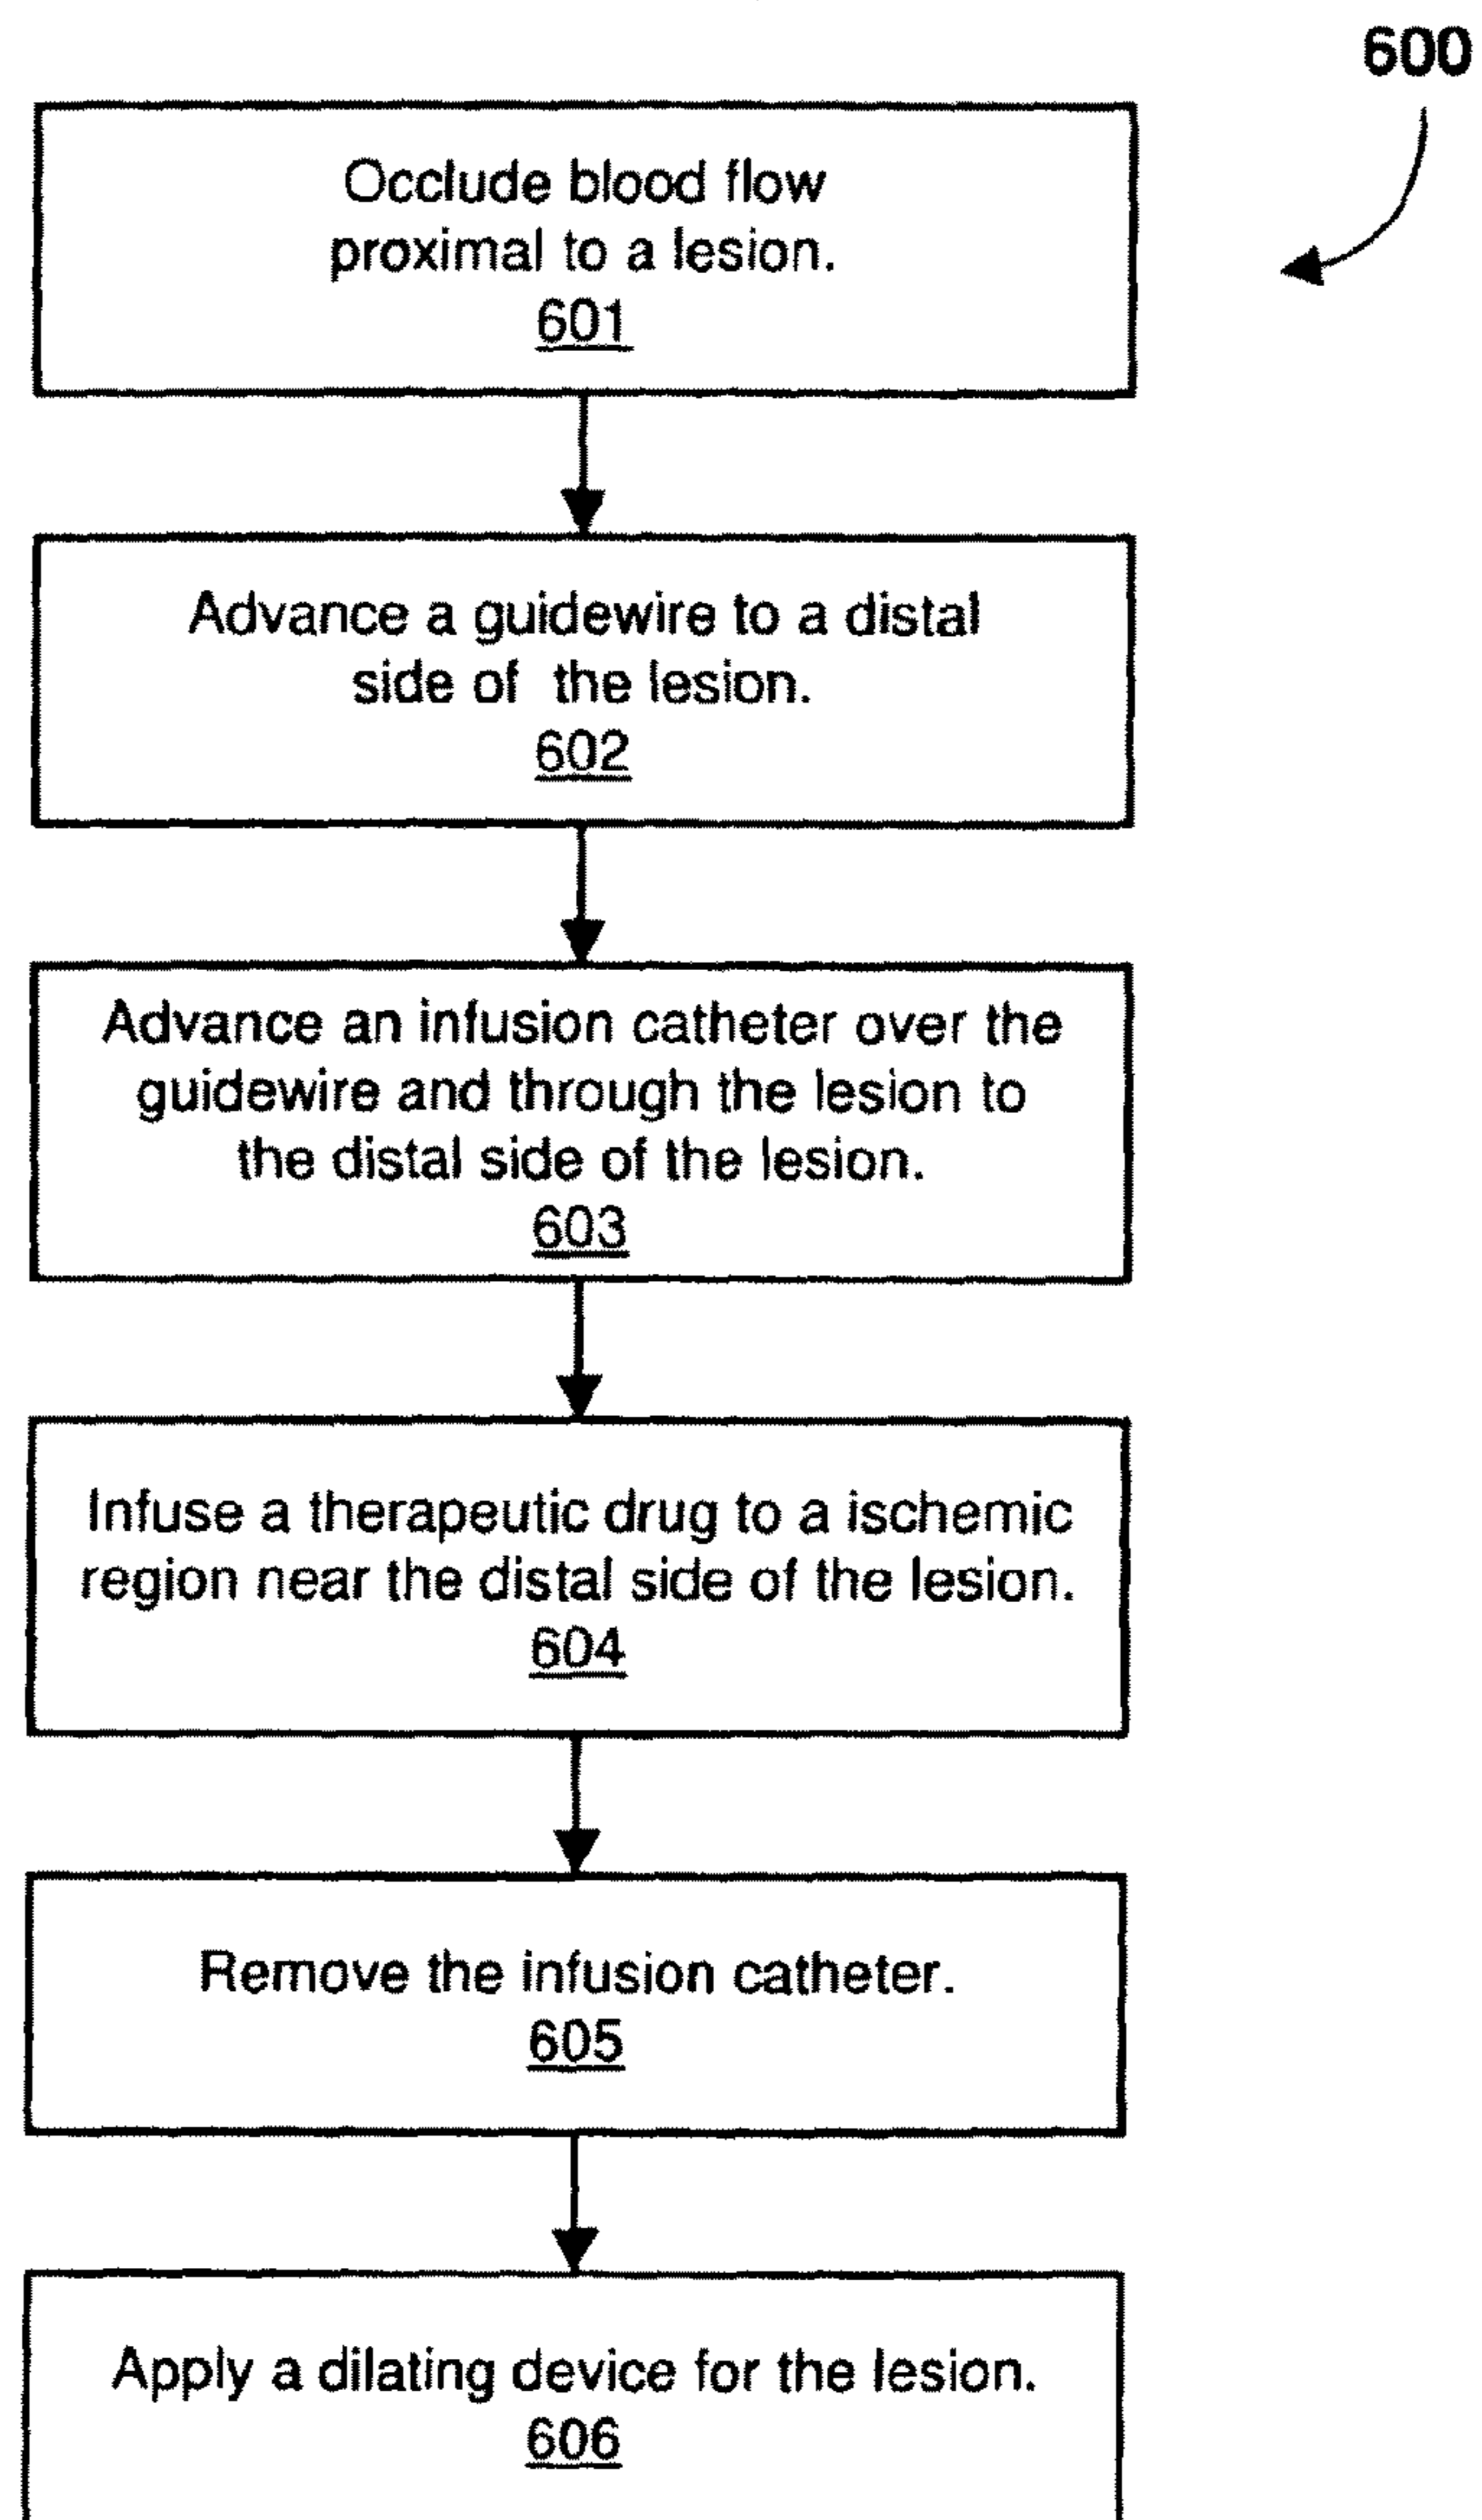 600
Occlude blood flow
proximal to a lesion.
601
Advance a guidewire to a distal
side of the lesion.
602
Advance an infusion catheter over the
guidewire and through the lesion to
the distal side of the lesion.
603
Infuse a therapeutic drug to a ischemic
region near the distal side of the lesion.
604
Remove the infusion catheter.
605
Apply a dilating device for the lesion.
606